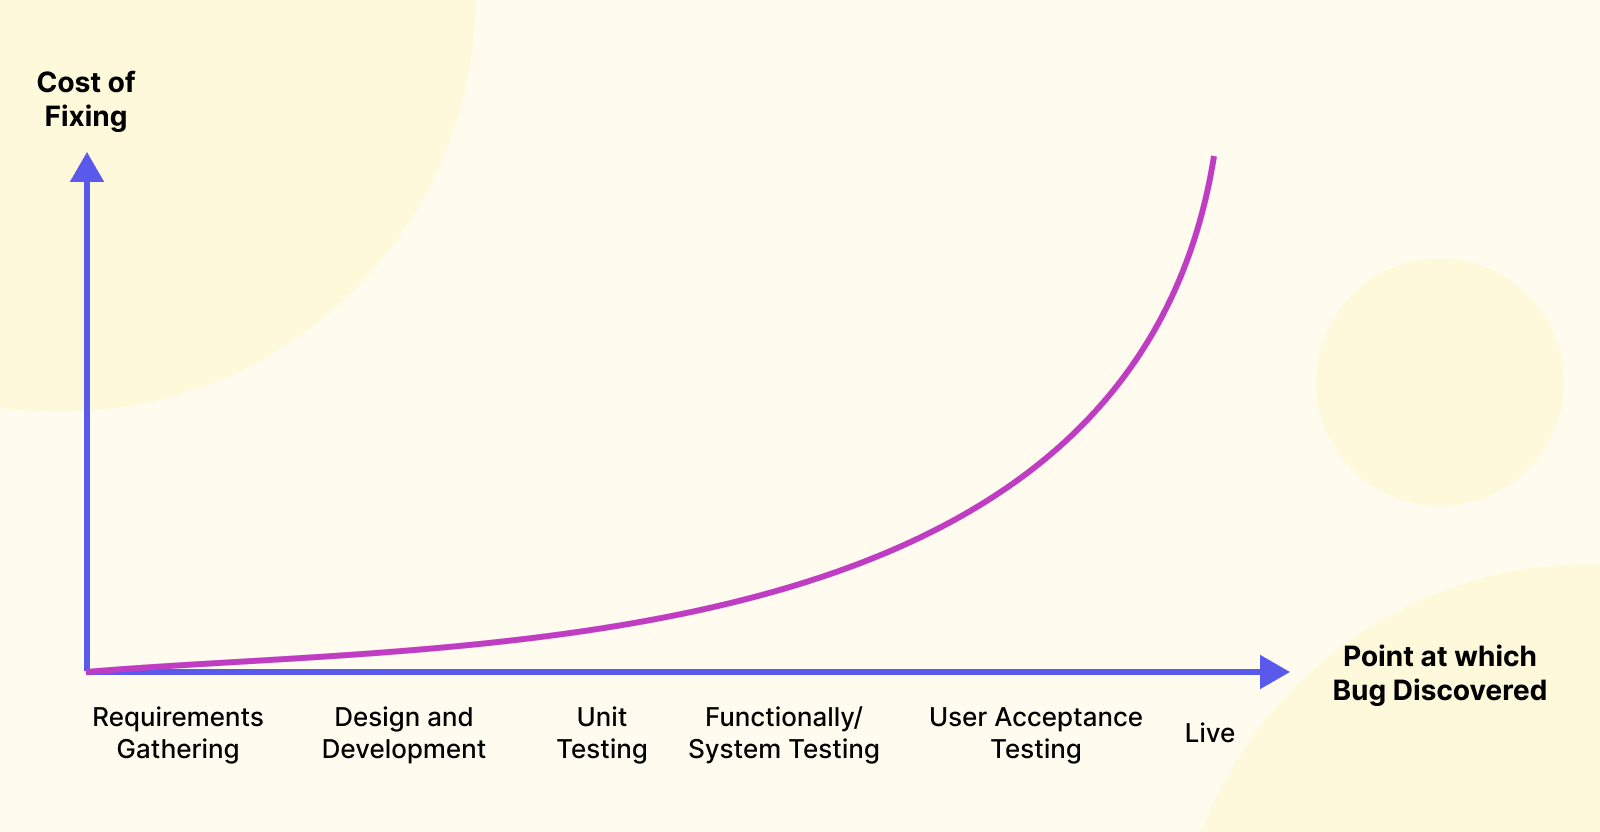 Cost of
Fixing
Point at which
Bug Discovered
Requirements
Gathering
Design and
Development
Unit
Testing
Functionally/
System Testing
User Acceptance
Testing
Live